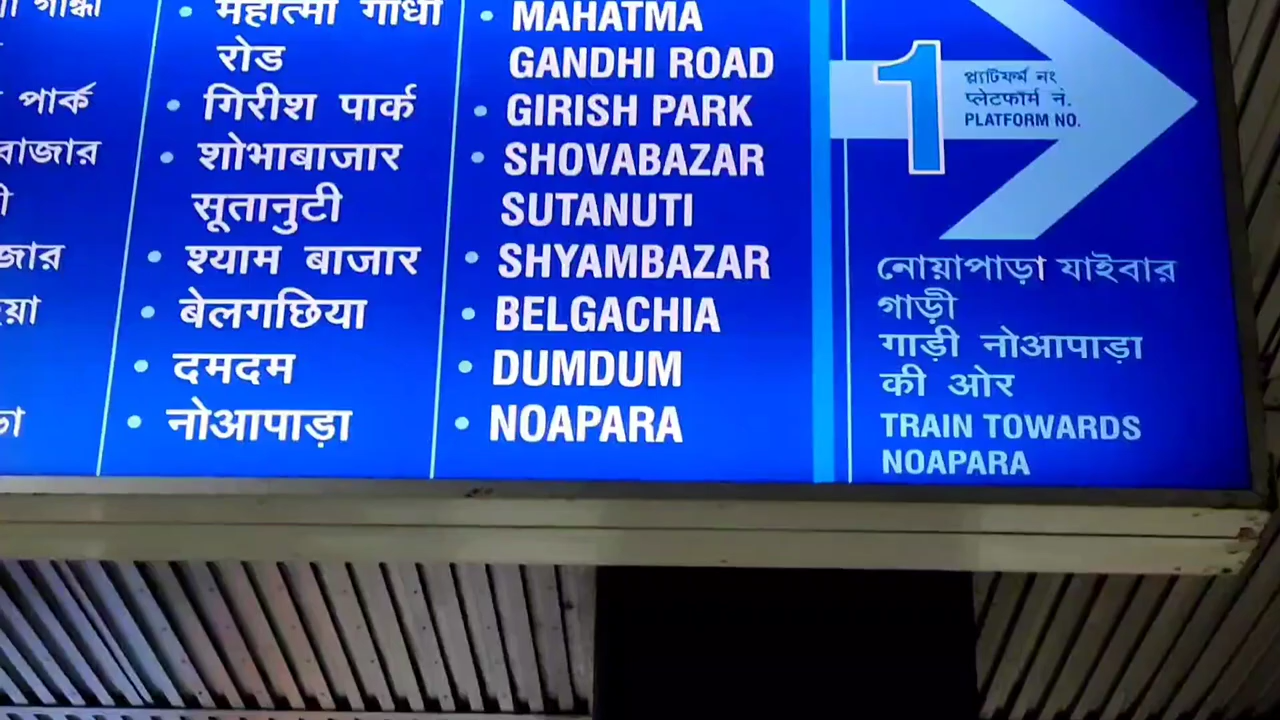 गांधी
पार्क
বাজার
जार
• महात्मा गांधी
रोड
• गिरीश पार्क
• शोभाबाजार
सूतानुटी
• श्याम बाजार
• बेलगछिया
• दमदम
• नोआपाड़ा
• MAHATMA
GANDHI ROAD
• GIRISH PARK
• SHOVABAZAR
SUTANUTI
• SHYAMBAZAR
• BELGACHIA
• DUMDUM
• NOAPARA
1
প্ল্যাটফর্ম নং
प्लेटफॉर्म नं.
PLATFORM NO.
নোয়াপাড়া যাইবার
গাড়ী
गाड़ी नोआपाड़ा
की ओर
TRAIN TOWARDS
NOAPARA